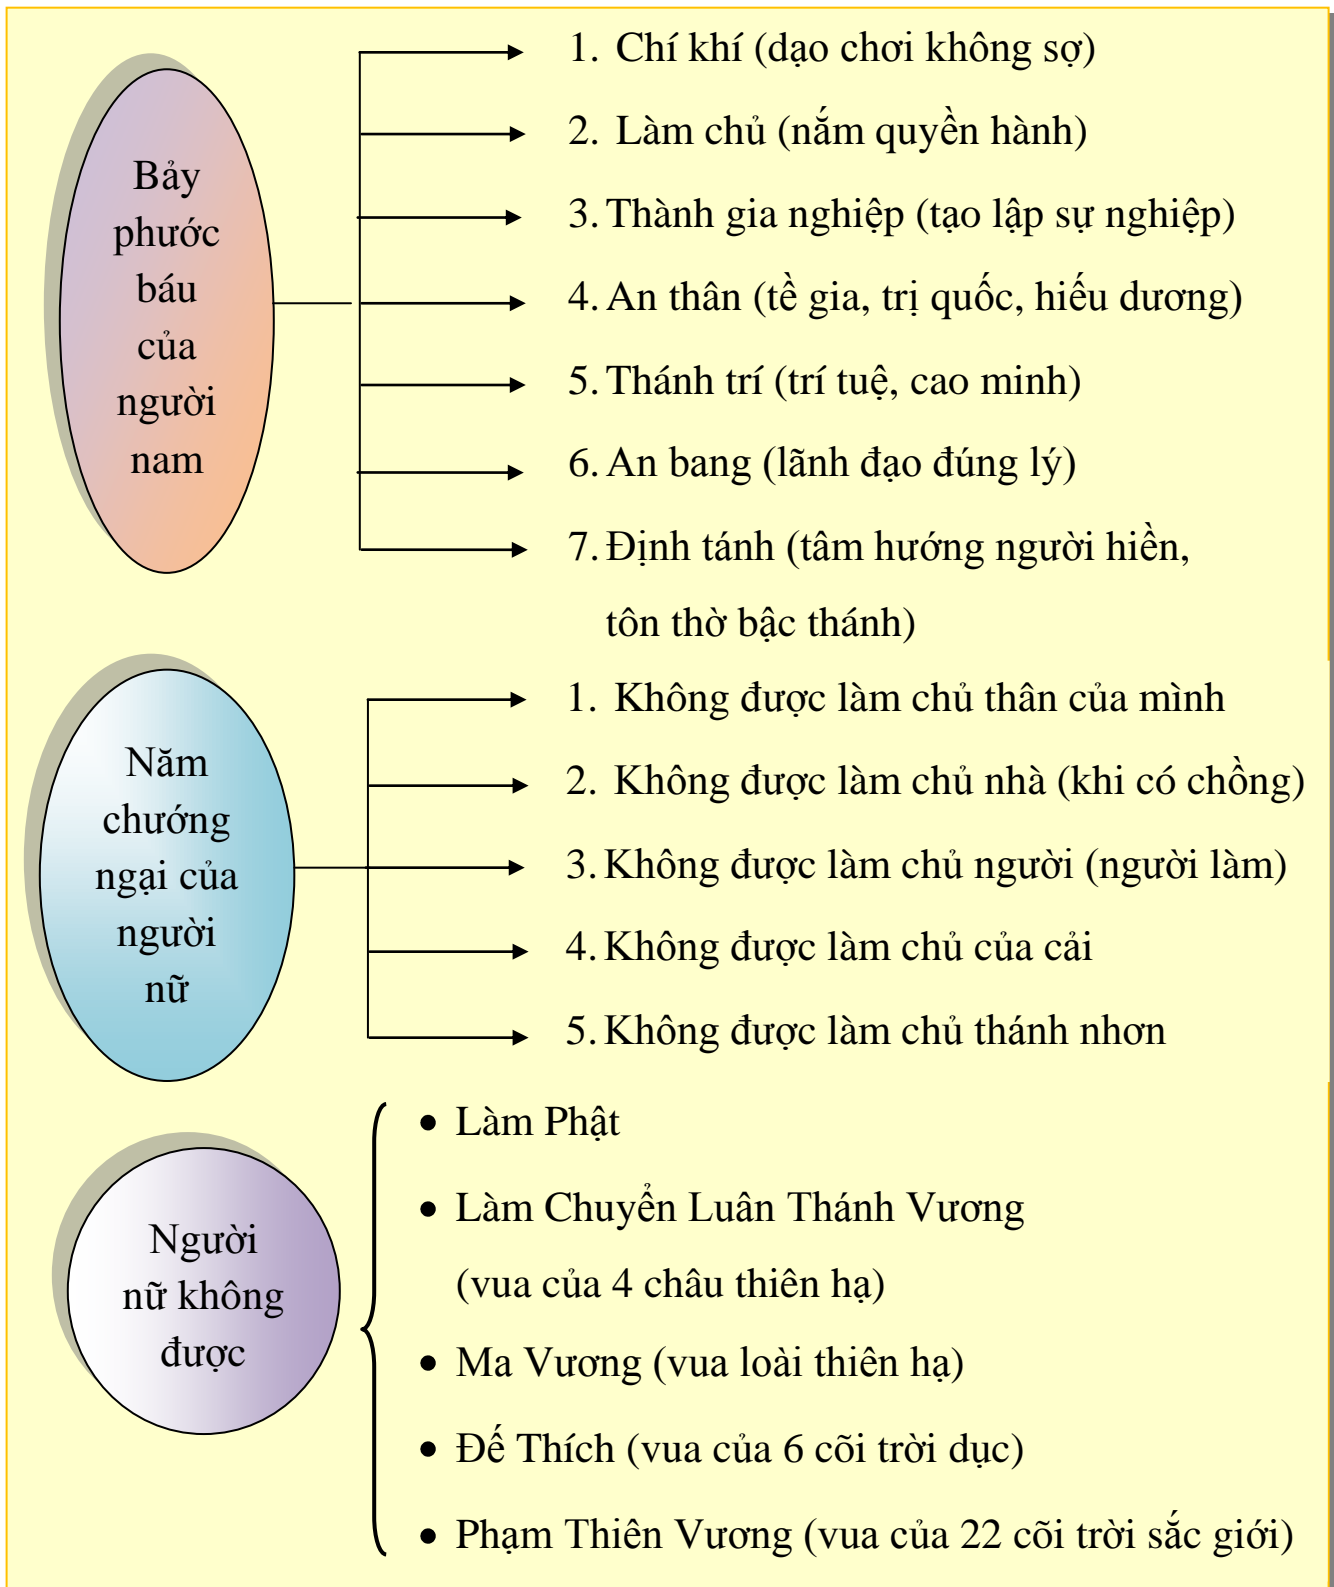 Bảy
phước
báu
của
người
nam
1. Chí khí (dạo chơi không sợ)
2. Làm chủ (nắm quyền hành)
3. Thành gia nghiệp (tạo lập sự nghiệp)
4. An thân (tề gia, trị quốc, hiếu dương)
5. Thánh trí (trí tuệ, cao minh)
6. An bang (lãnh đạo đúng lý)
7. Định tánh (tâm hướng người hiền,
tôn thờ bậc thánh)
Năm
chướng
ngại của
người
nữ
1. Không được làm chủ thân của mình
2. Không được làm chủ nhà (khi có chồng)
3. Không được làm chủ người (người làm)
4. Không được làm chủ của cải
5. Không được làm chủ thánh nhơn
Người
nữ không
được
• Làm Phật
• Làm Chuyển Luân Thánh Vương
(vua của 4 châu thiên hạ)
• Ma Vương (vua loài thiên hạ)
• Đế Thích (vua của 6 cõi trời dục)
• Phạm Thiên Vương (vua của 22 cõi trời sắc giới)